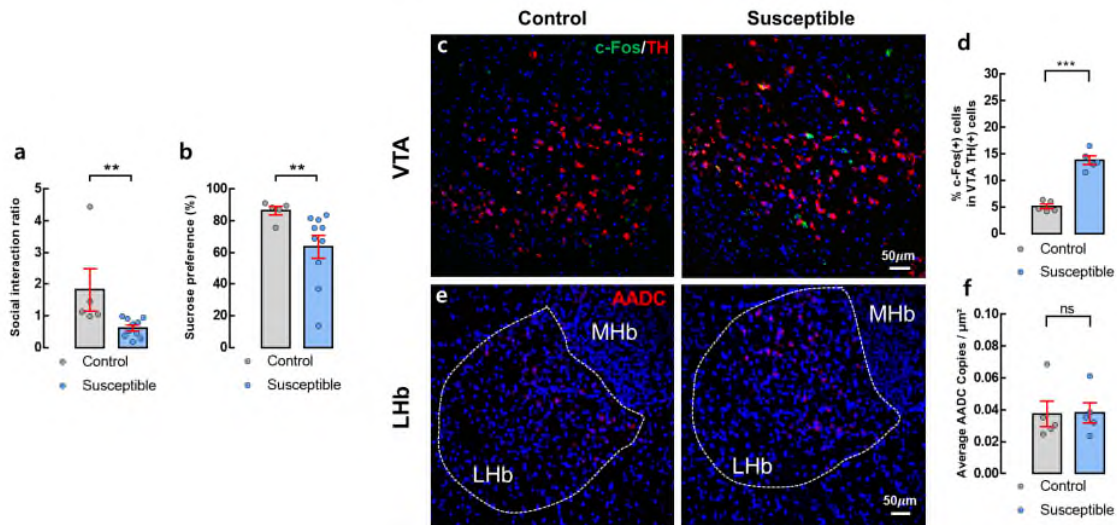 Control
Susceptible
a
**
Social interaction ratio
5
4
3
2
1
0
Control
Susceptible
b
**
Sucrose preference (%)
100
80
60
40
20
0
Control
Susceptible
VTA
c
c-Fos/TH
50μm
d
***
% c-Fos(+) cells
in VTA TH(+) cells
30
25
20
15
10
5
0
Control
Susceptible
LHb
e
AADC
MHb
LHb
MHb
LHb
50μm
f
ns
Average AADC Copies / μm²
0.10
0.08
0.06
0.04
0.02
0.00
Control
Susceptible